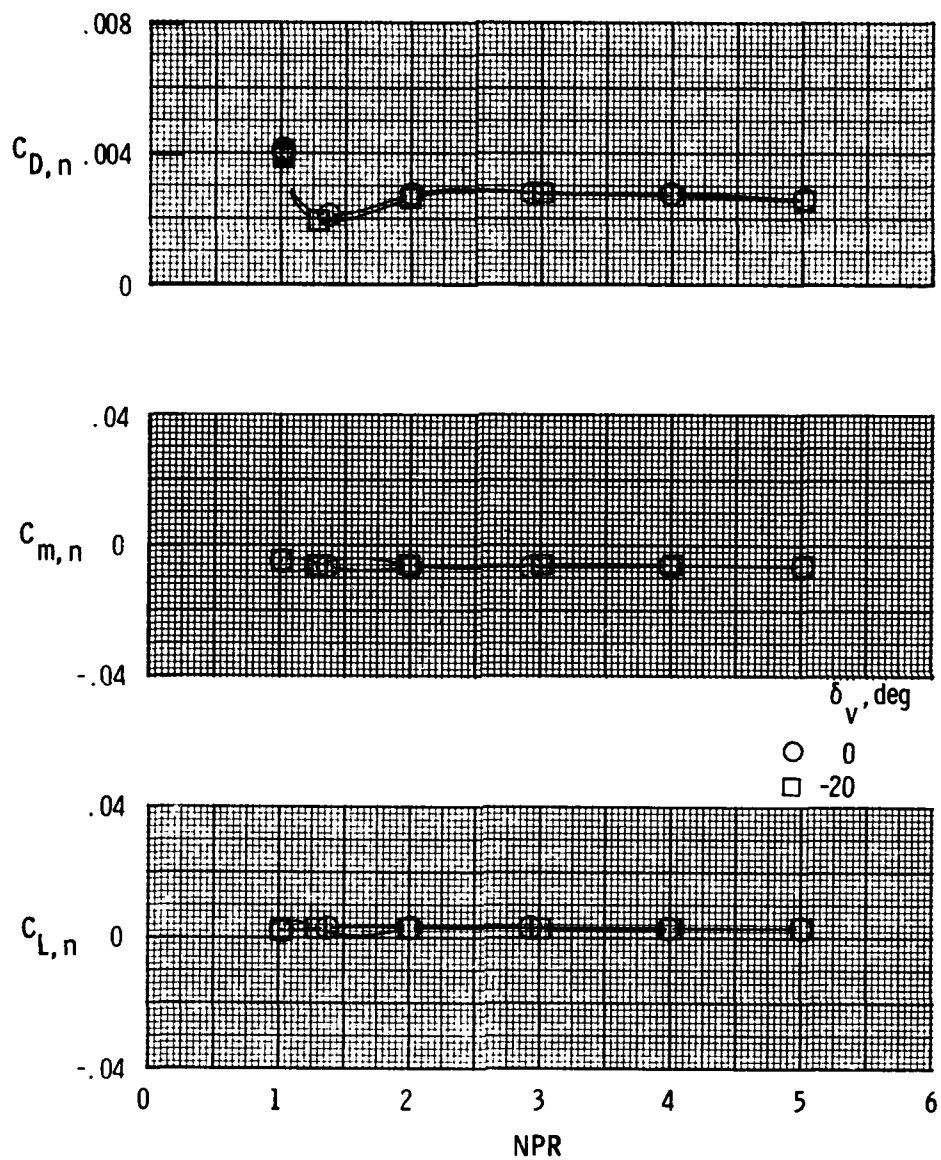 .008
C_D,n .004
0
.04
C_m,n 0
-.04
δ_v, deg
○ 0
□ -20
.04
C_L,n 0
-.04
0 1 2 3 4 5 6
NPR